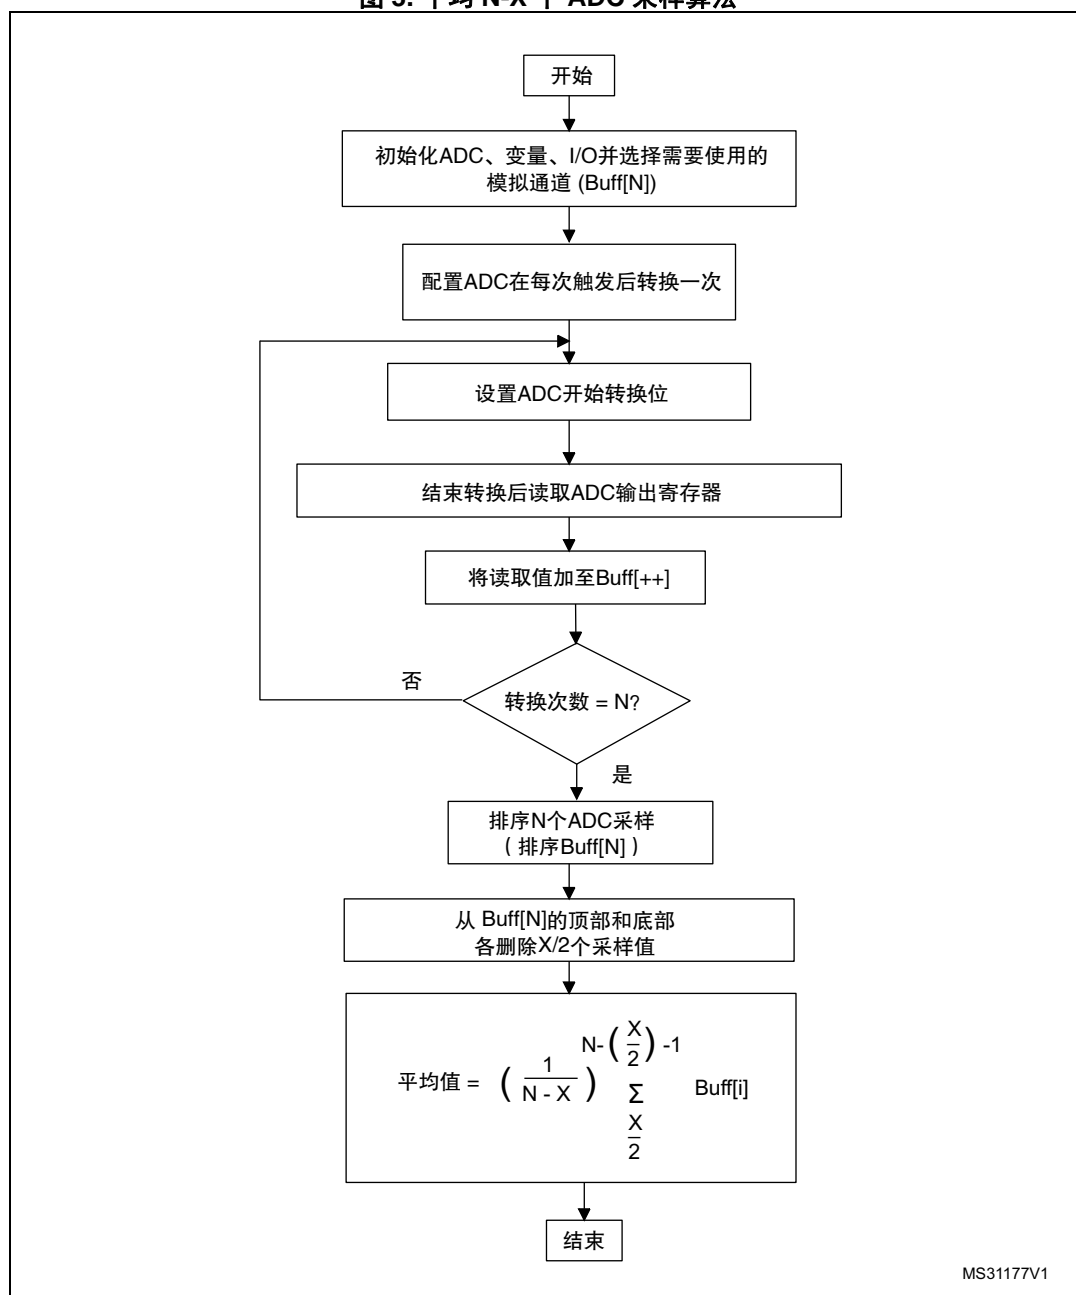 开始
初始化ADC、变量、I/O并选择需要使用的
模拟通道 (Buff[N])
配置ADC在每次触发后转换一次
设置ADC开始转换位
结束转换后读取ADC输出寄存器
将读取值加至Buff[++]
否
转换次数 = N?
是
排序N个ADC采样
( 排序Buff[N] )
从 Buff[N]的顶部和底部
各删除X/2个采样值
平均值 = ( 1 / N - X ) N-( X / 2 ) -1 Σ X / 2 Buff[i]
结束
MS31177V1